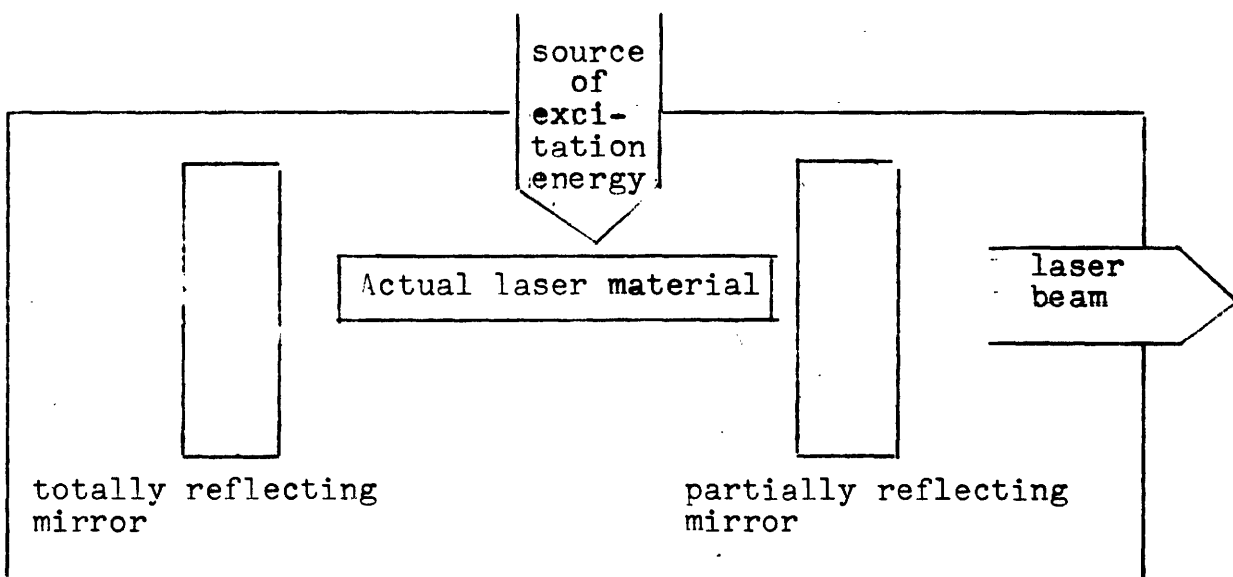 source
of
exci-
tation
energy
Actual laser material
laser
beam
totally reflecting
mirror
partially reflecting
mirror